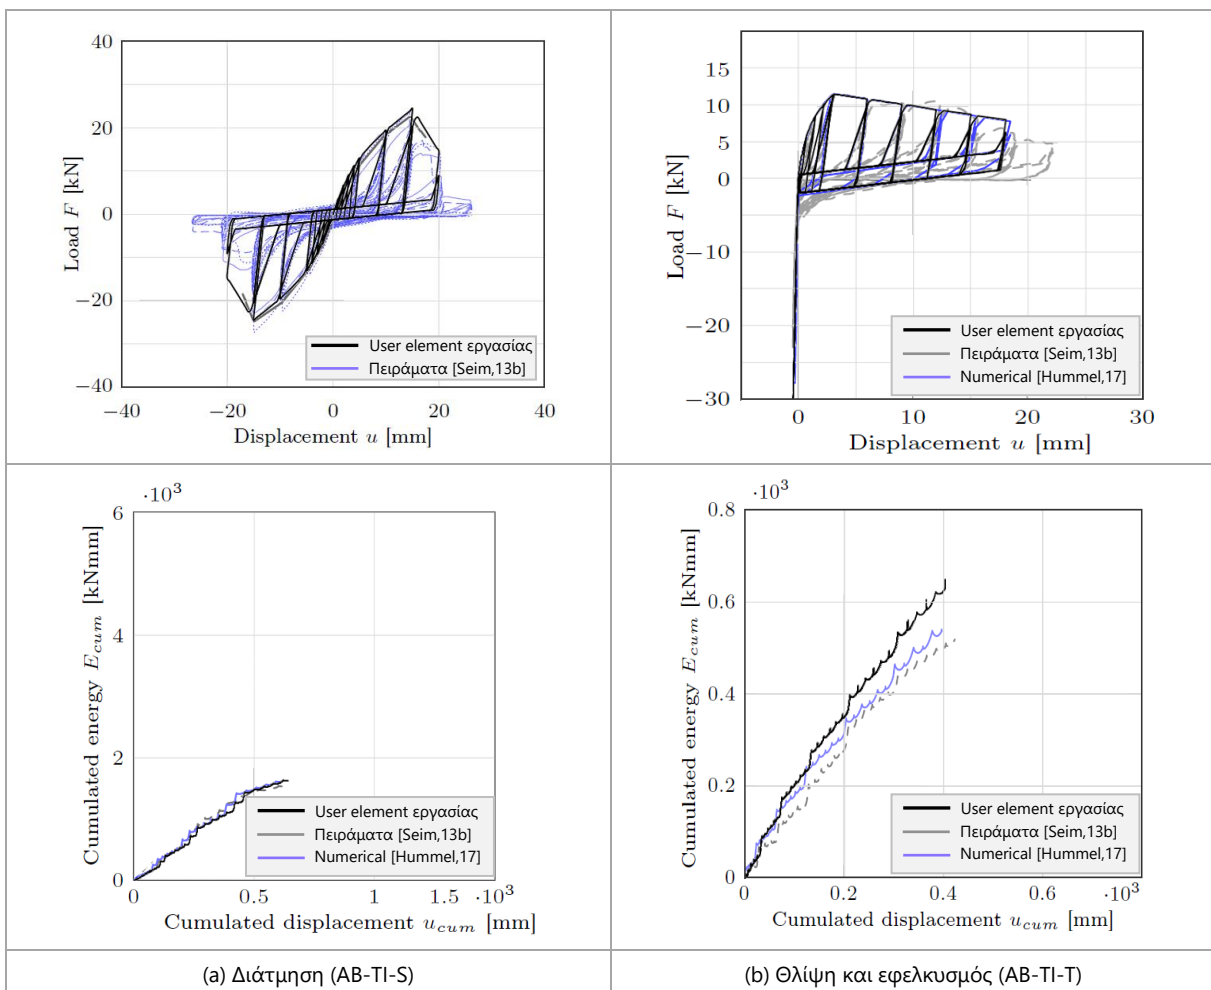 40
20
0
−20
−40
−40
−20
0
20
40
Load F [kN]
Displacement u [mm]
User element εργασίας
Πειράματα [Seim,13b]
15
10
5
0
−10
−20
−30
0
10
20
30
Load F [kN]
Displacement u [mm]
User element εργασίας
Πειράματα [Seim,13b]
Numerical [Hummel,17]
·10³
6
4
2
0
0
0.5
1
1.5
·10³
Cumulated energy E_cum [kNmm]
Cumulated displacement u_cum [mm]
User element εργασίας
Πειράματα [Seim,13b]
Numerical [Hummel,17]
·10³
0.8
0.6
0.4
0.2
0
0
0.2
0.4
0.6
·10³
Cumulated energy E_cum [kNmm]
Cumulated displacement u_cum [mm]
User element εργασίας
Πειράματα [Seim,13b]
Numerical [Hummel,17]
(a) Διάτμηση (AB-TI-S)
(b) Θλίψη και εφελκυσμός (AB-TI-T)